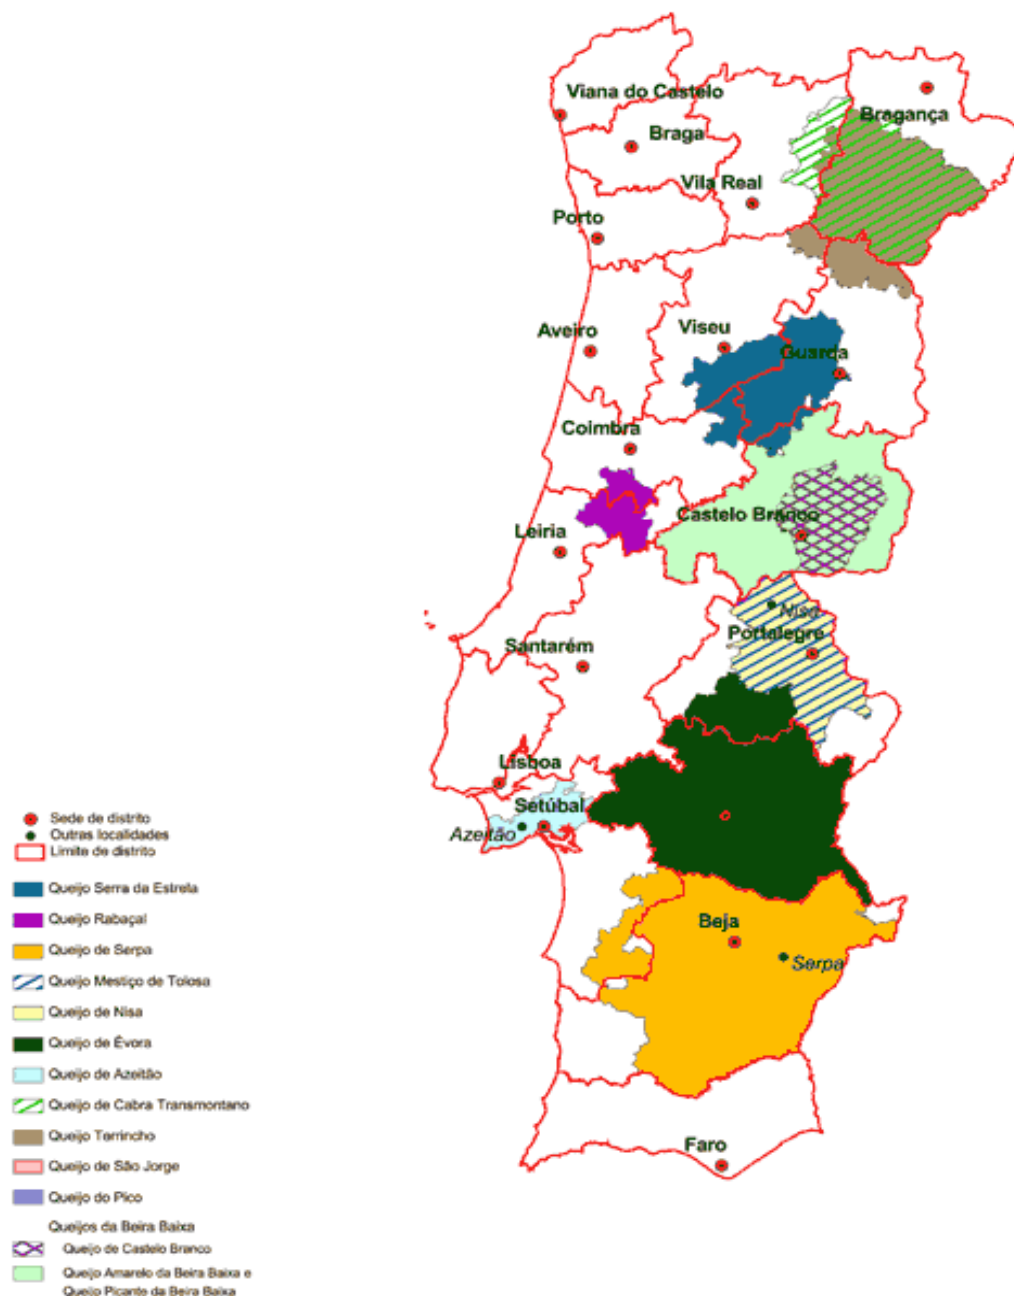 Viana do Castelo
Bragança
Braga
Vila Real
Porto
Aveiro
Viseu
Guarda
Coimbra
Castelo Branco
Leiria
Nisa
Portalegre
Santarém
Lisboa
Setúbal
Azeitão
Beja
Serpa
Faro
Sede de distrito
Outras localidades
Limite de distrito
Queijo Serra da Estrela
Queijo Rabaçal
Queijo de Serpa
Queijo Mestiço de Tolosa
Queijo de Nisa
Queijo de Évora
Queijo de Azeitão
Queijo de Cabra Transmontano
Queijo Terrincho
Queijo de São Jorge
Queijo do Pico
Queijos da Beira Baixa
Queijo de Castelo Branco
Queijo Amarelo da Beira Baixa e
Queijo Picante da Beira Baixa